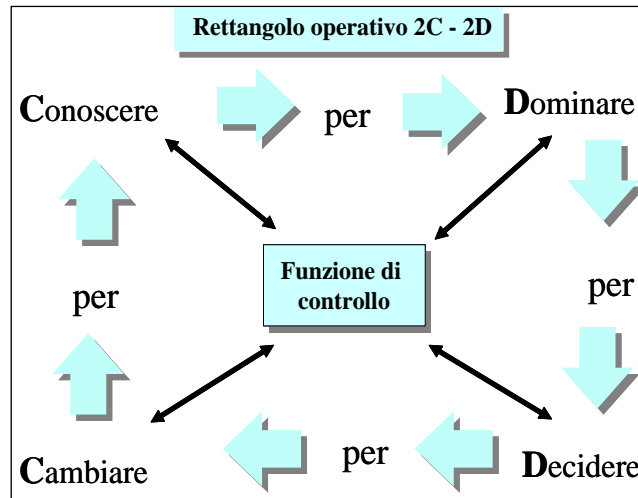 Rettangolo operativo 2C - 2D
Conoscere
per
Dominare
per
Funzione di
controllo
per
Cambiare
per
Decidere